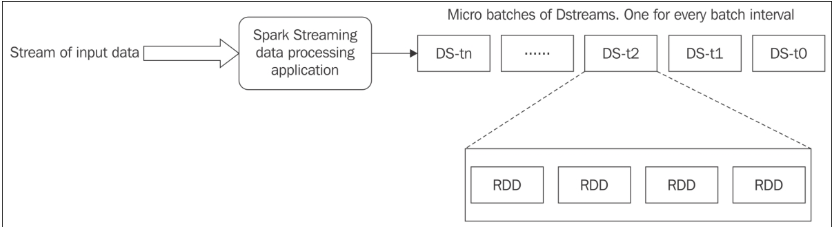 Micro batches of Dstreams. One for every batch interval
Stream of input data
Spark Streaming
data processing
application
DS-tn
......
DS-t2
DS-t1
DS-t0
RDD
RDD
RDD
RDD